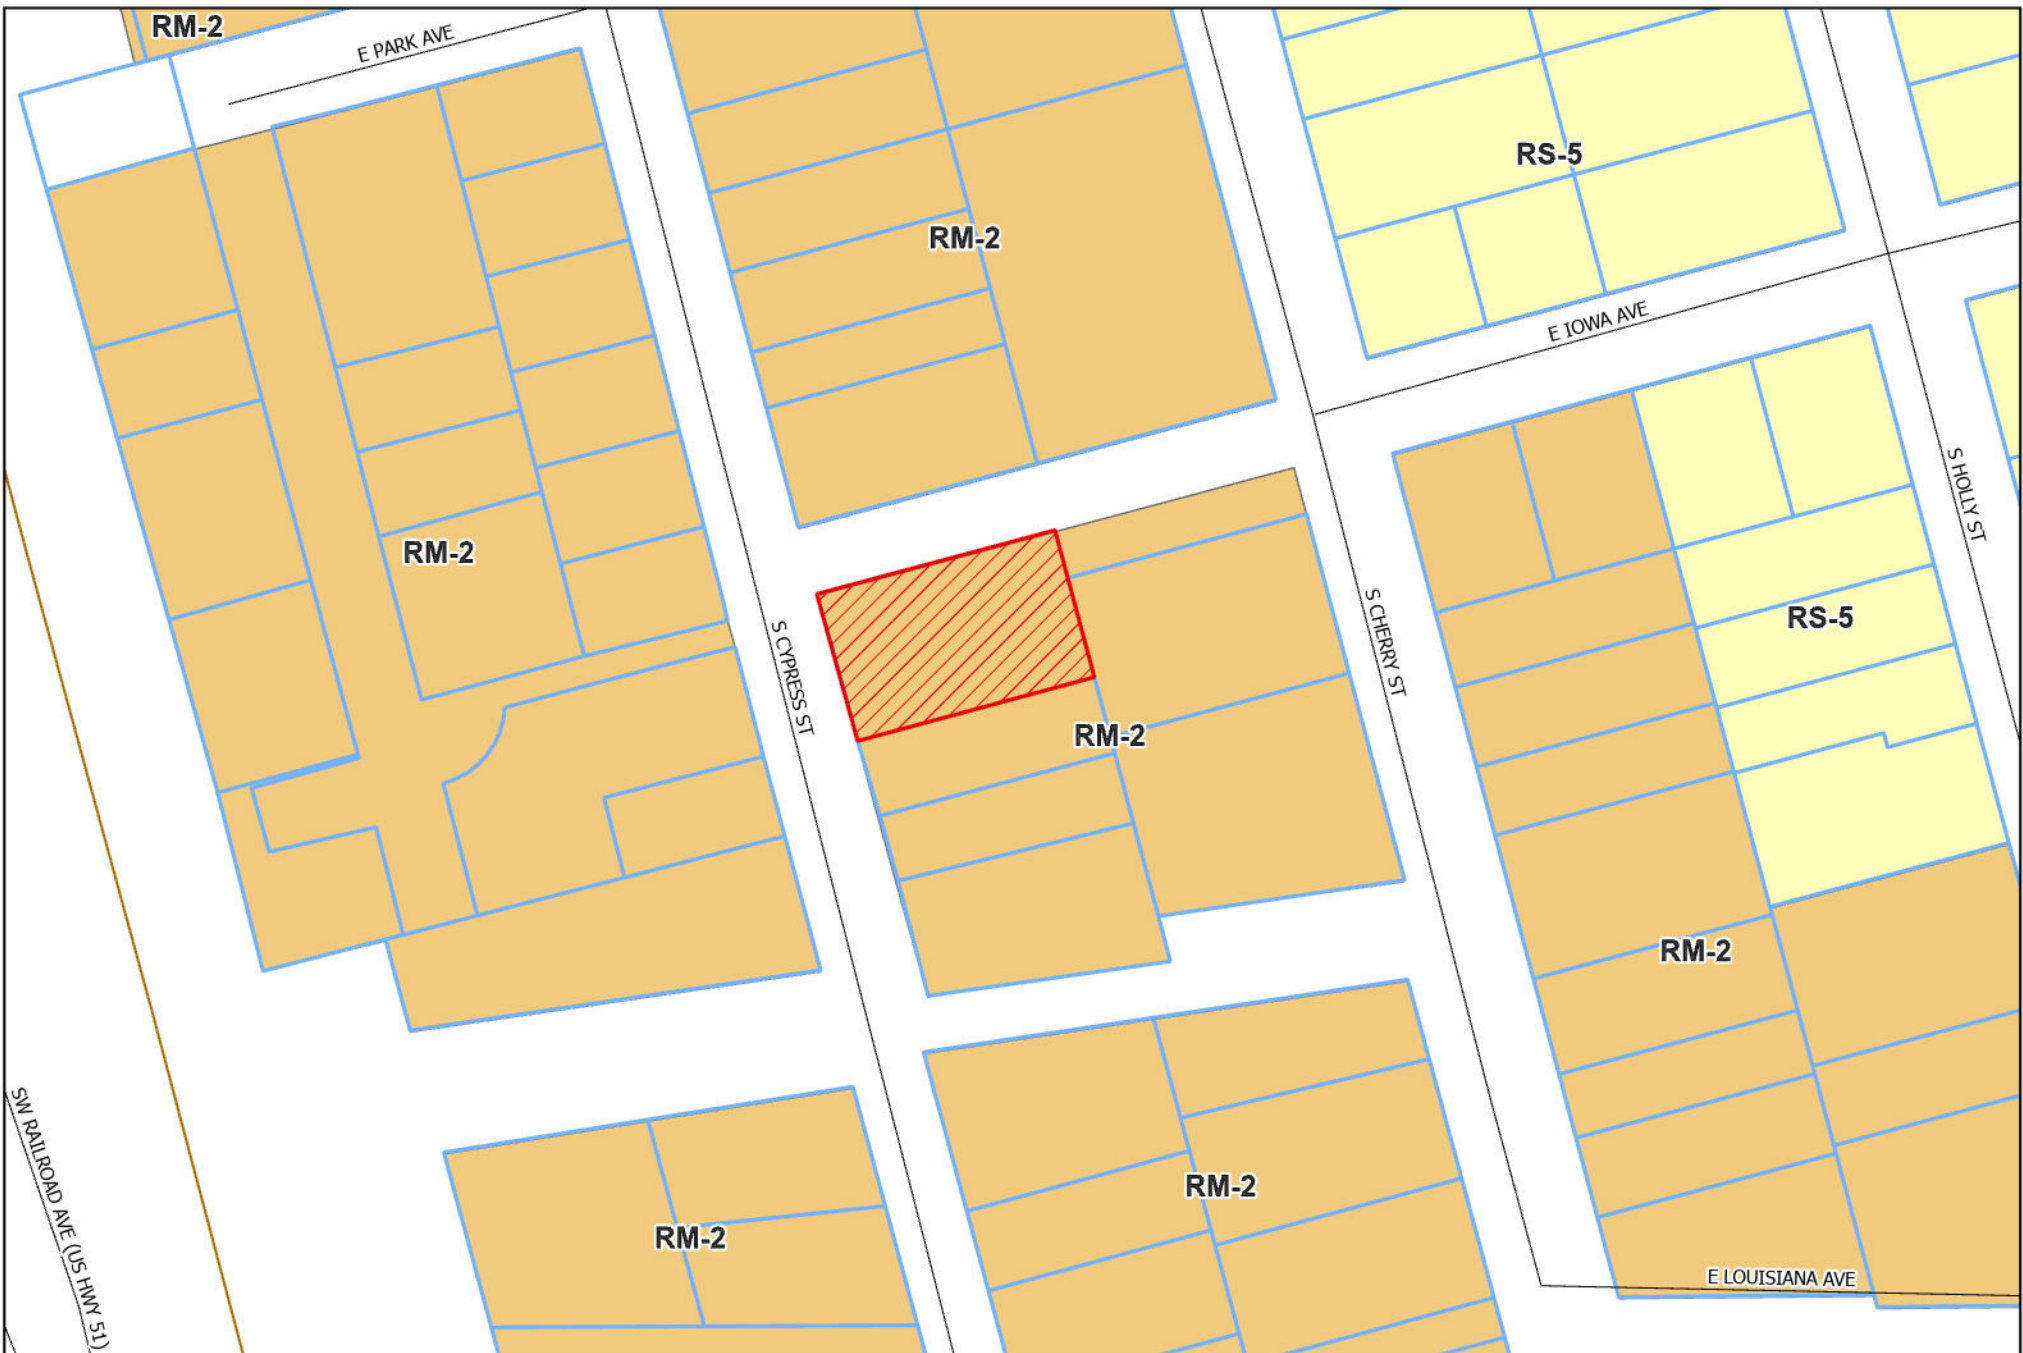 RM-2
E PARK AVE
RS-5
RM-2
E IOWA AVE
S HOLLY ST
RM-2
S CYPRESS ST
S CHERRY ST
RS-5
RM-2
RM-2
SW RAILROAD AVE (US HWY 51)
RM-2
RM-2
E LOUISIANA AVE